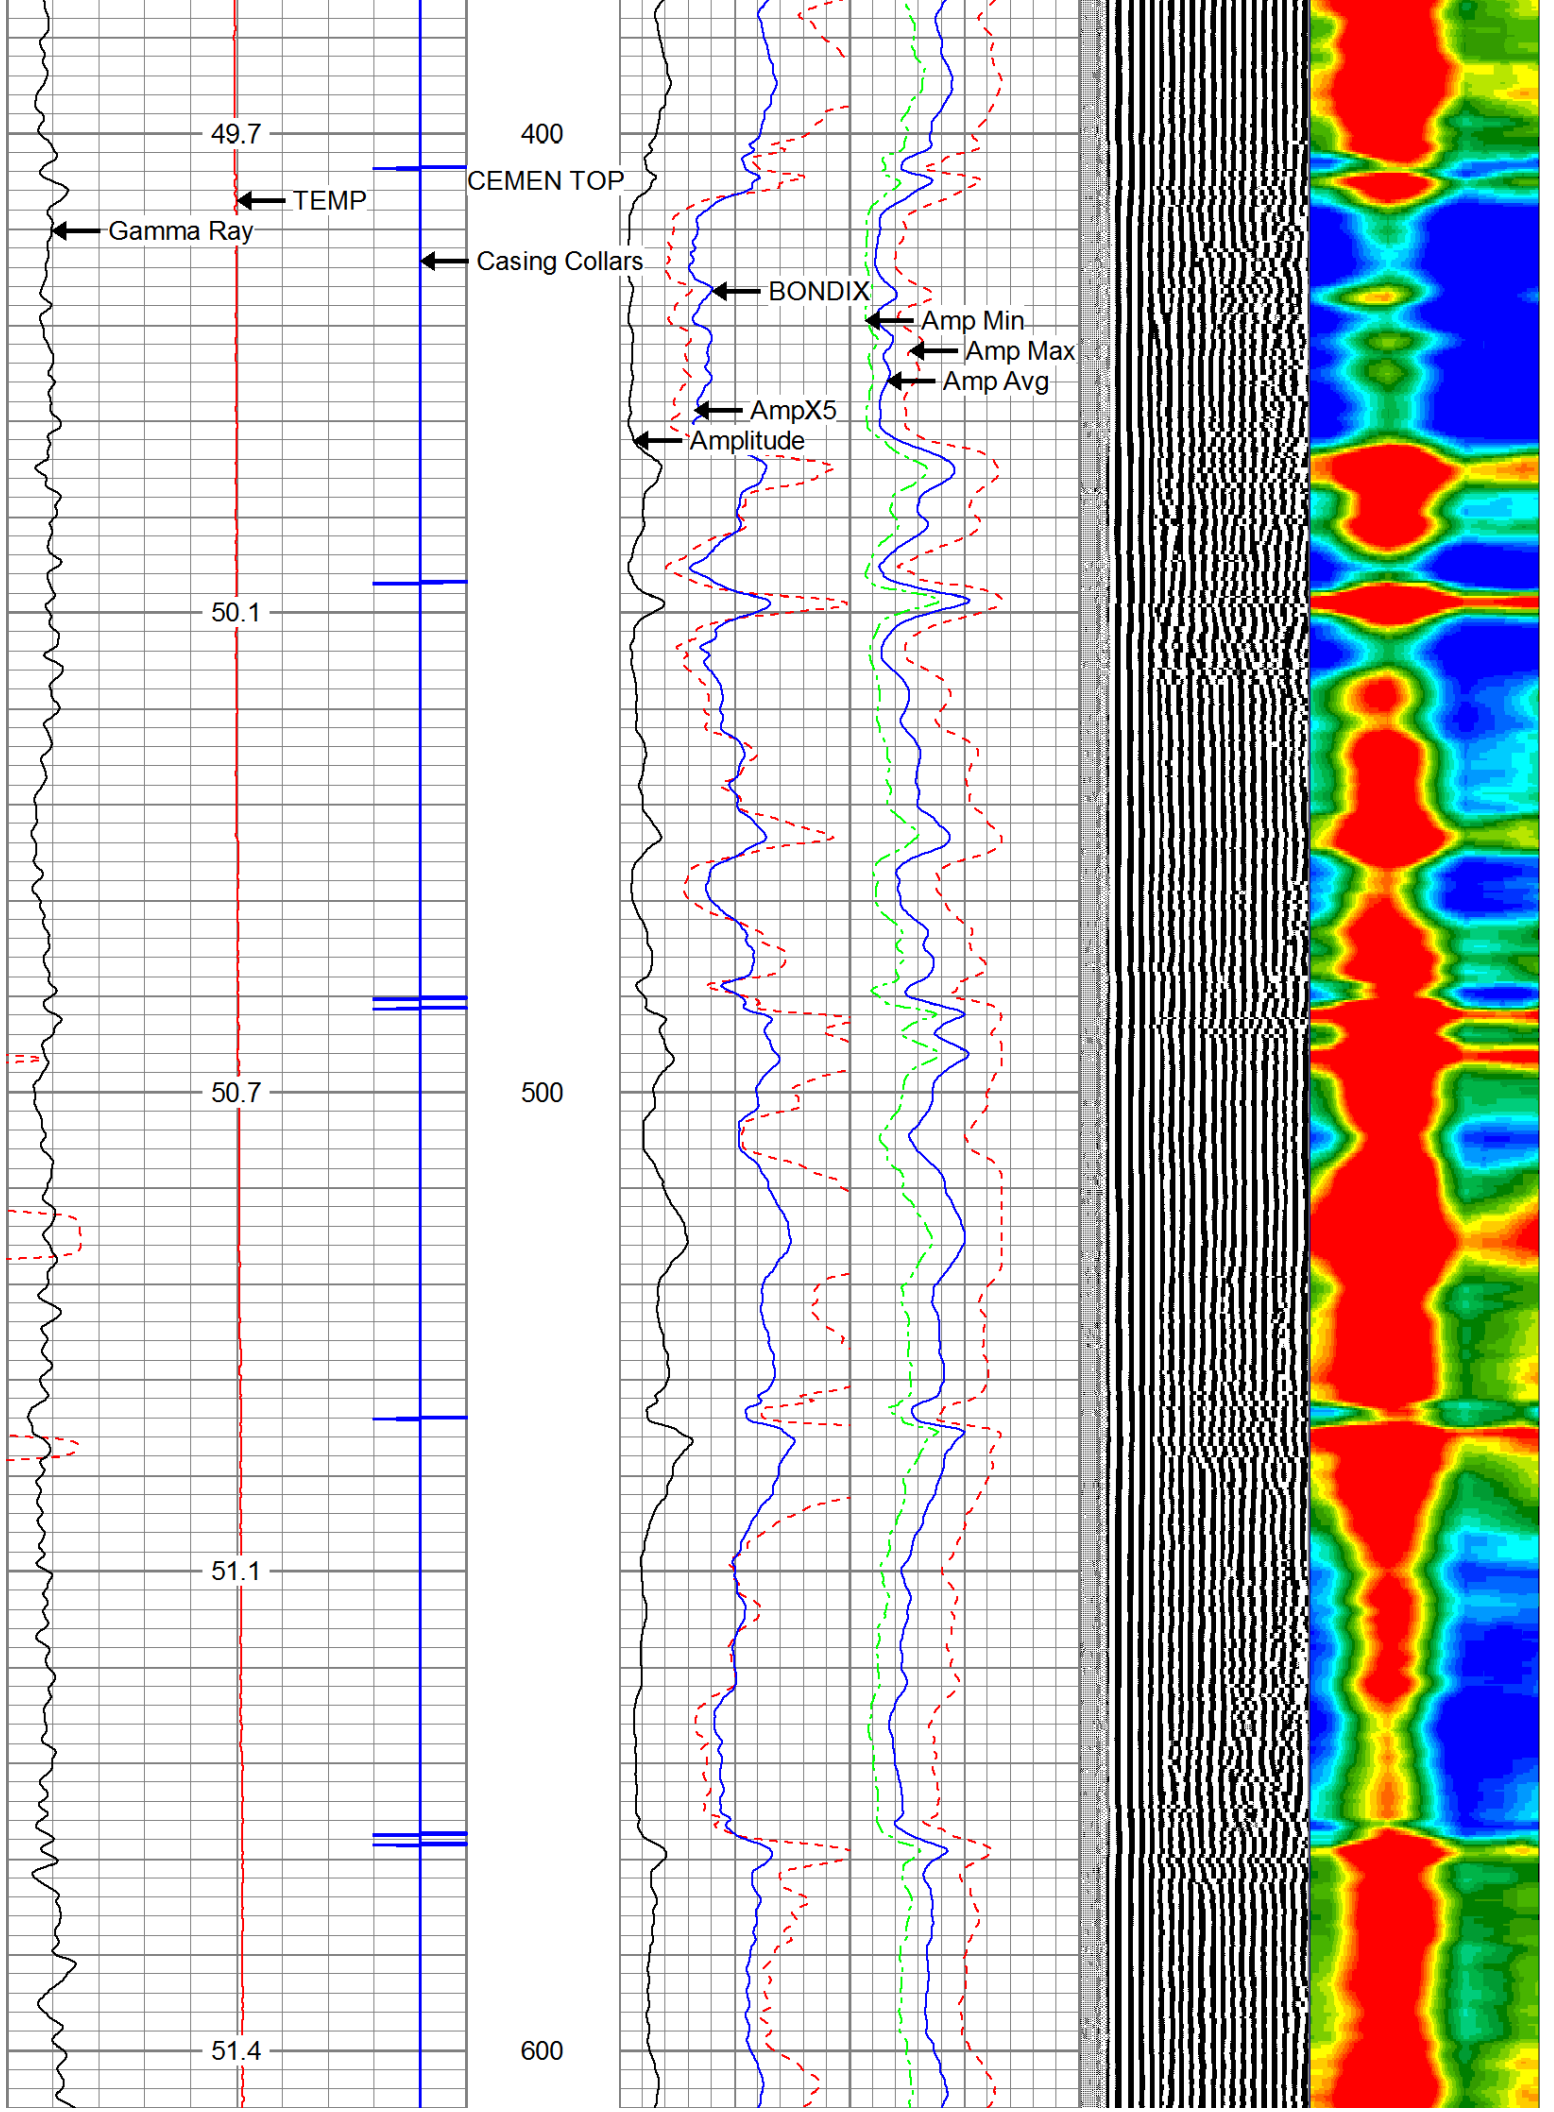 49.7
400
CEMEN TOP
TEMP
Gamma Ray
Casing Collars
BONDIX
Amp Min
Amp Max
Amp Avg
AmpX5
Amplitude
50.1
50.7
500
51.1
51.4
600